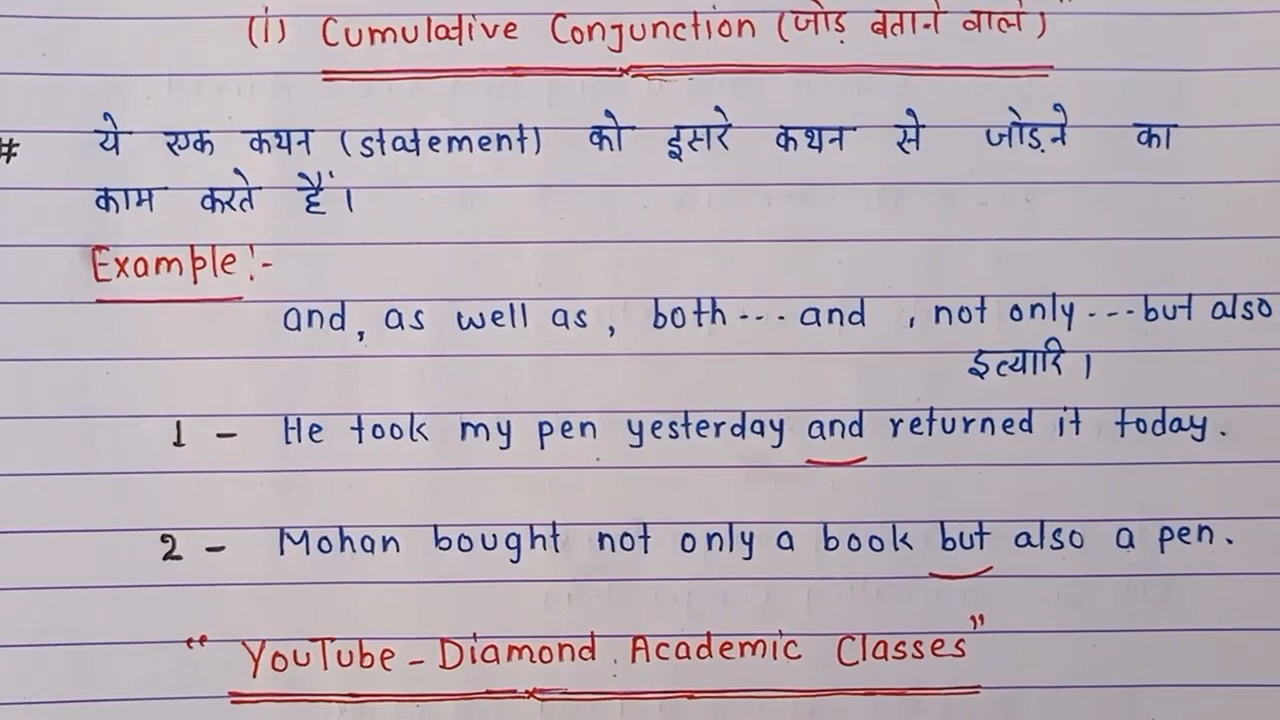 (i) Cumulative Conjunction (जोड़ बताने वाले)
# ये एक कथन (statement) को दूसरे कथन से जोड़ने का
काम करते हैं।
Example:-
and, as well as, both... and, not only---but also
इत्यादि।
1 - He took my pen yesterday and returned it today.
2 - Mohan bought not only a book but also a pen.
"YouTube - Diamond Academic Classes"